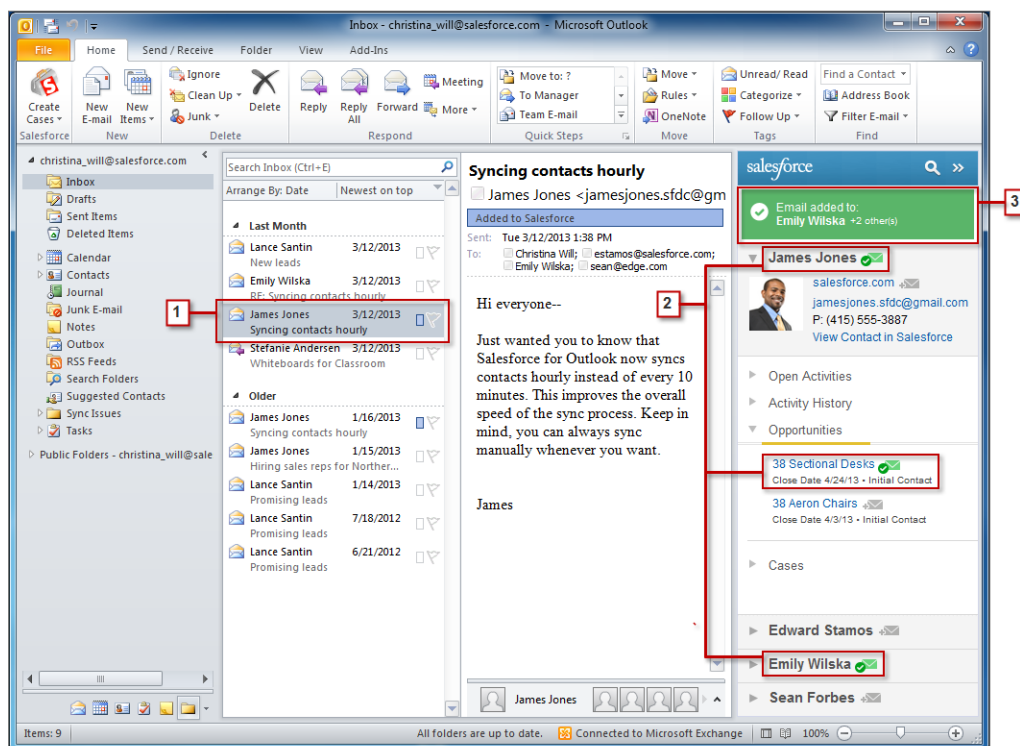 Inbox - christina_will@salesforce.com - Microsoft Outlook
File Home Send / Receive Folder View Add-Ins
Create Cases
Salesforce
New E-mail
New Items
New
Ignore
Clean Up
Junk
Delete
Delete
Reply
Reply All
Forward
Meeting
More
Respond
Move to: ?
To Manager
Team E-mail
Quick Steps
Move
Rules
OneNote
Move
Unread/ Read
Categorize
Follow Up
Tags
Find a Contact
Address Book
Filter E-mail
Find
christina_will@salesforce.com
Inbox
Drafts
Sent Items
Deleted Items
Calendar
Contacts
Journal
Junk E-mail
Notes
Outbox
RSS Feeds
Search Folders
Suggested Contacts
Sync Issues
Tasks
Public Folders - christina_will@sale
Search Inbox (Ctrl+E)
Arrange By: Date Newest on top
Last Month
Lance Santin 3/12/2013
New leads
Emily Wilska 3/12/2013
RE: Syncing contacts hourly
1
James Jones 3/12/2013
Syncing contacts hourly
Stefanie Andersen 3/12/2013
Whiteboards for Classroom
Older
James Jones 1/16/2013
Syncing contacts hourly
James Jones 1/15/2013
Hiring sales reps for Norther...
Lance Santin 1/14/2013
Promising leads
Lance Santin 7/18/2012
Promising leads
Lance Santin 6/21/2012
Promising leads
Syncing contacts hourly
James Jones <jamesjones.sfdc@gm
Added to Salesforce
Sent: Tue 3/12/2013 1:38 PM
To: Christina Will; estamos@salesforce.com;
Emily Wilska; sean@edge.com
Hi everyone--
2
Just wanted you to know that
Salesforce for Outlook now syncs
contacts hourly instead of every 10
minutes. This improves the overall
speed of the sync process. Keep in
mind, you can always sync
manually whenever you want.
James
James Jones
salesforce
Email added to:
Emily Wilska +2 other(s)
3
James Jones
salesforce.com
jamesjones.sfdc@gmail.com
P: (415) 555-3887
View Contact in Salesforce
Open Activities
Activity History
Opportunities
38 Sectional Desks
Close Date 4/24/13 • Initial Contact
38 Aeron Chairs
Close Date 4/3/13 • Initial Contact
Cases
Edward Stamos
Emily Wilska
Sean Forbes
Items: 9 All folders are up to date. Connected to Microsoft Exchange 100%